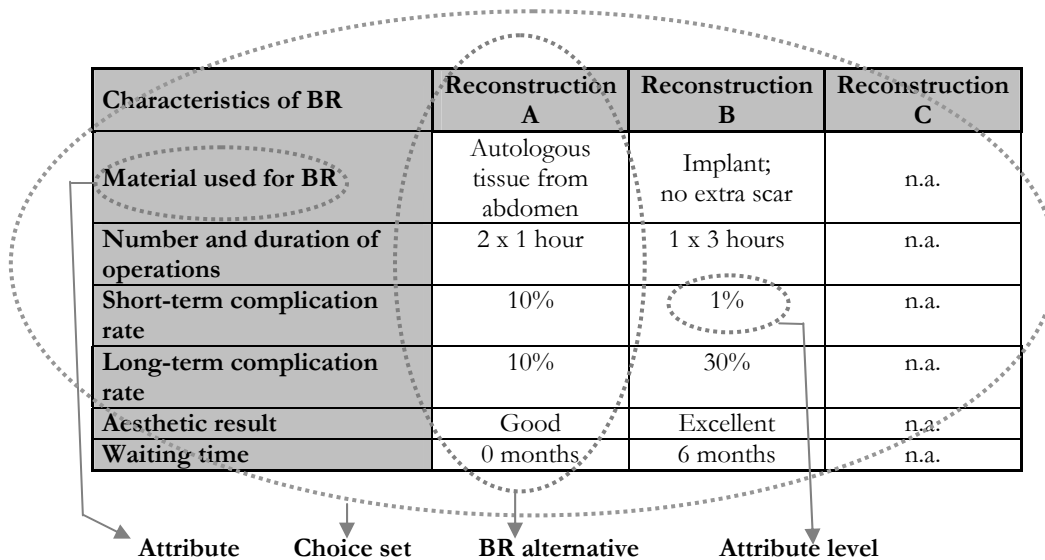 Characteristics of BR
Reconstruction
A
Reconstruction
B
Reconstruction
C
Material used for BR
Autologous
tissue from
abdomen
Implant;
no extra scar
n.a.
Number and duration of
operations
2 x 1 hour
1 x 3 hours
n.a.
Short-term complication
rate
10%
1%
n.a.
Long-term complication
rate
10%
30%
n.a.
Aesthetic result
Good
Excellent
n.a.
Waiting time
0 months
6 months
n.a.
Attribute
Choice set
BR alternative
Attribute level